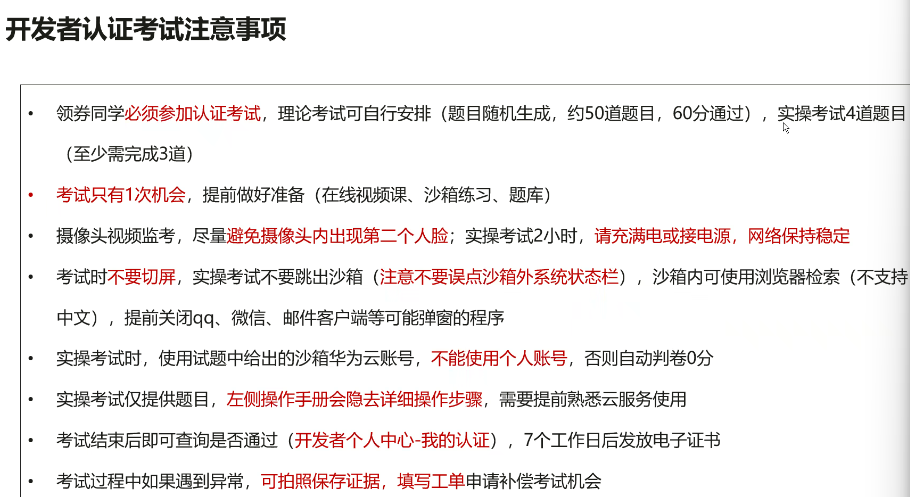 开发者认证考试注意事项
• 领券同学必须参加认证考试，理论考试可自行安排（题目随机生成，约50道题目，60分通过），实操考试4道题目
（至少需完成3道）
• 考试只有1次机会，提前做好准备（在线视频课、沙箱练习、题库）
• 摄像头视频监考，尽量避免摄像头内出现第二个人脸；实操考试2小时，请充满电或接电源，网络保持稳定
• 考试时不要切屏，实操考试不要跳出沙箱（注意不要误点沙箱外系统状态栏），沙箱内可使用浏览器检索（不支持
中文），提前关闭qq、微信、邮件客户端等可能弹窗的程序
• 实操考试时，使用试题中给出的沙箱华为云账号，不能使用个人账号，否则自动判卷0分
• 实操考试仅提供题目，左侧操作手册会隐去详细操作步骤，需要提前熟悉云服务使用
• 考试结束后即可查询是否通过（开发者个人中心-我的认证），7个工作日后发放电子证书
• 考试过程中如果遇到异常，可拍照保存证据，填写工单申请补偿考试机会